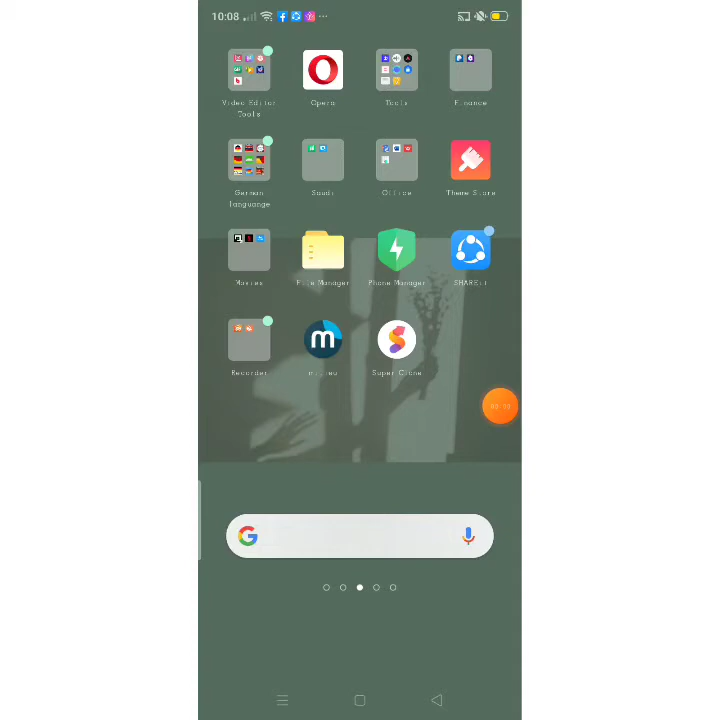 10:08
Video Editor
Tools
Opera
Tools
Finance
German
language
Saudi
Office
Theme Store
Movies
File Manager
Phone Manager
SHAREit
Recorder
Super Clone